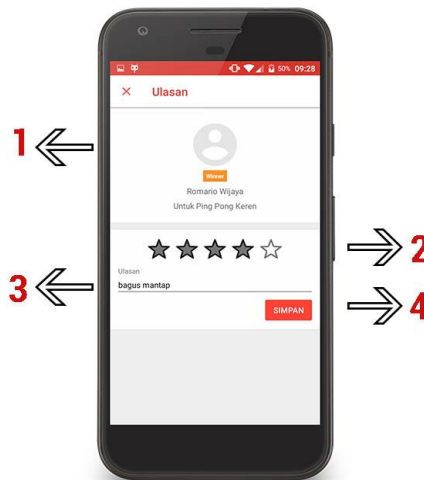 50% 09:28
× Ulasan
1
Winner
Romario Wijaya
Untuk Ping Pong Keren
2
Ulasan
3
bagus mantap
SIMPAN
4